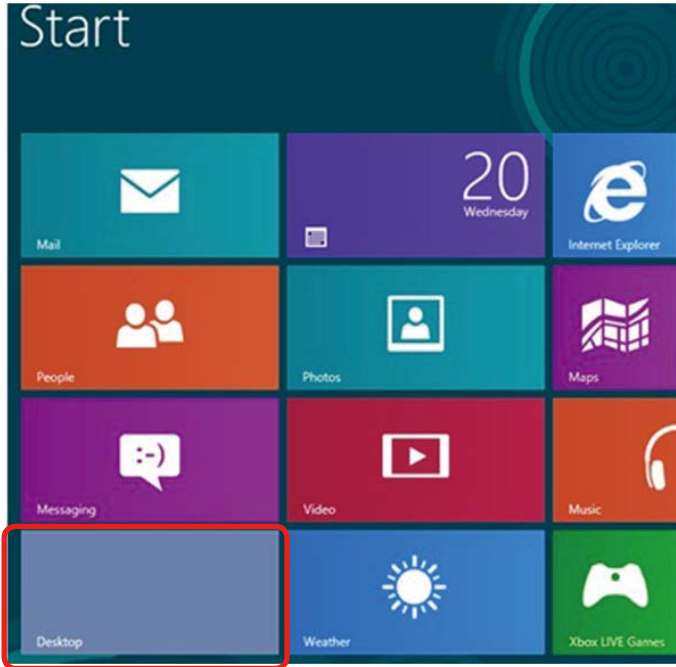 Start
20
Wednesday
Mail
Internet Explorer
People
Photos
Maps
:-)
Messaging
Video
Music
Desktop
Weather
Xbox LIVE Games